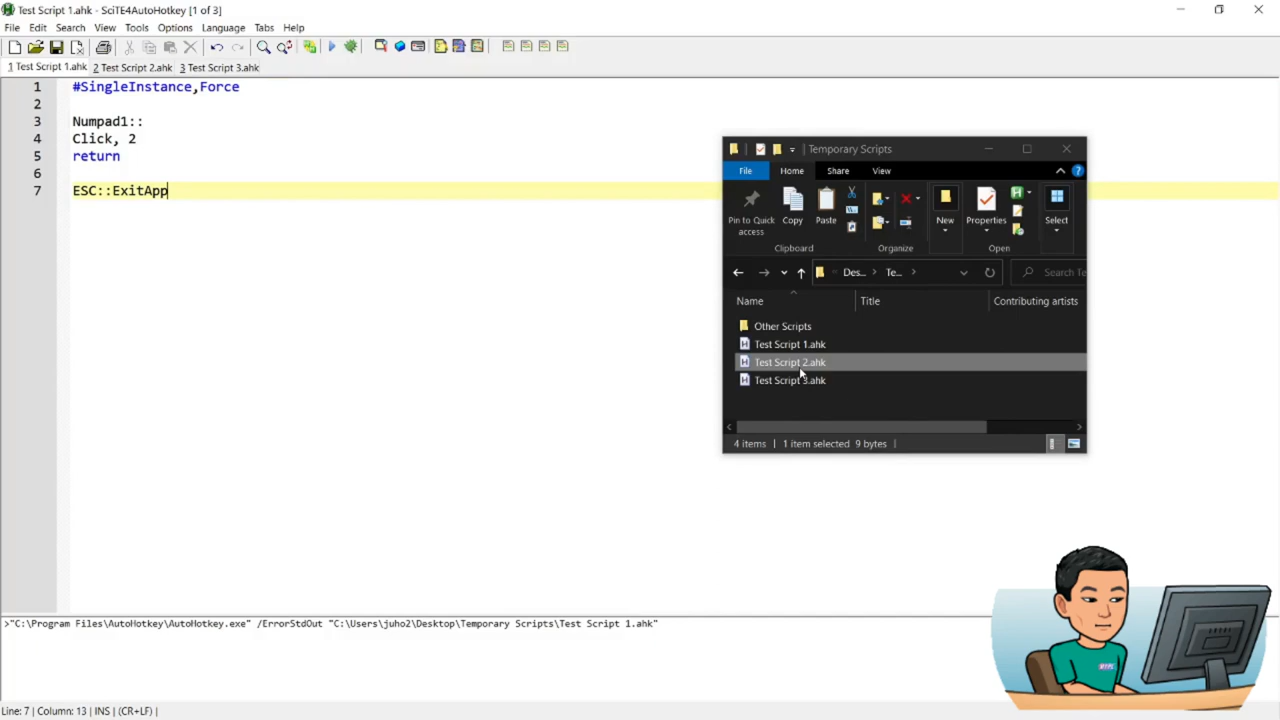 Test Script 1.ahk - SciTE4AutoHotkey [1 of 3]
File Edit Search View Tools Options Language Tabs Help
1 Test Script 1.ahk 2 Test Script 2.ahk 3 Test Script 3.ahk
1 #SingleInstance,Force
2
3 Numpad1::
4 Click, 2
5 return
6
7 ESC::ExitApp
Temporary Scripts
File Home Share View
Pin to Quick access
Copy
Paste
New
Properties
Select
Clipboard Organize Open
Des... Te... Search Te
Name Title Contributing artists
Other Scripts
Test Script 1.ahk
Test Script 2.ahk
Test Script 3.ahk
4 items 1 item selected 9 bytes
>"C:\Program Files\AutoHotkey\AutoHotkey.exe" /ErrorStdOut "C:\Users\juho2\Desktop\Temporary Scripts\Test Script 1.ahk"
Line: 7 | Column: 13 | INS | (CR+LF) |